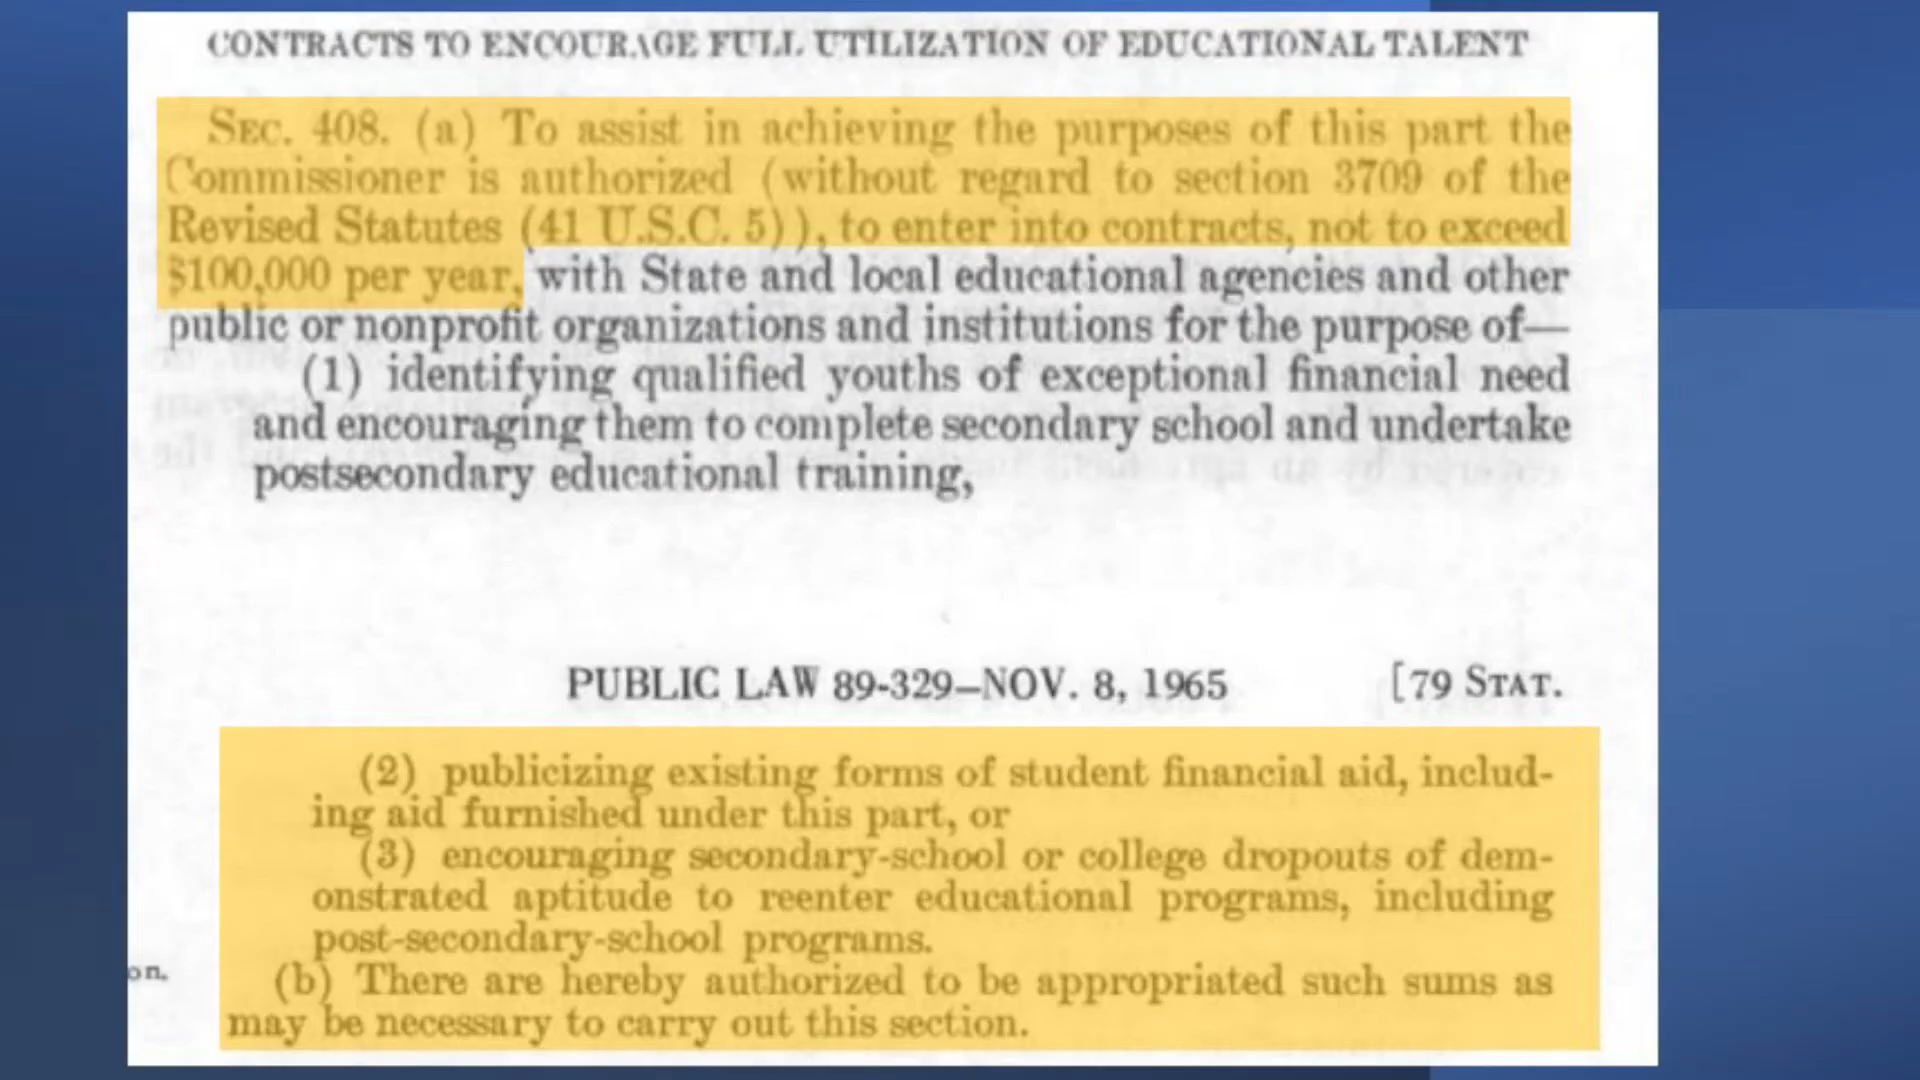 CONTRACTS TO ENCOURAGE FULL UTILIZATION OF EDUCATIONAL TALENT
SEC. 408. (a) To assist in achieving the purposes of this part the
Commissioner is authorized (without regard to section 3709 of the
Revised Statutes (41 U.S.C. 5)), to enter into contracts, not to exceed
$100,000 per year, with State and local educational agencies and other
public or nonprofit organizations and institutions for the purpose of—
(1) identifying qualified youths of exceptional financial need
and encouraging them to complete secondary school and undertake
postsecondary educational training,
PUBLIC LAW 89-329–NOV. 8, 1965 [79 STAT.
(2) publicizing existing forms of student financial aid, includ-
ing aid furnished under this part, or
(3) encouraging secondary-school or college dropouts of dem-
onstrated aptitude to reenter educational programs, including
post-secondary-school programs.
on.
(b) There are hereby authorized to be appropriated such sums as
may be necessary to carry out this section.